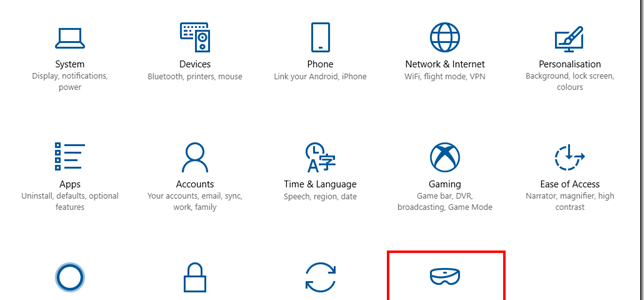 System
Display, notifications,
power
Devices
Bluetooth, printers, mouse
Phone
Link your Android, iPhone
Network & Internet
WiFi, flight mode, VPN
Personalisation
Background, lock screen,
colours
Apps
Uninstall, defaults, optional
features
Accounts
Your accounts, email, sync,
work, family
Time & Language
Speech, region, date
Gaming
Game bar, DVR,
broadcasting, Game Mode
Ease of Access
Narrator, magnifier, high
contrast